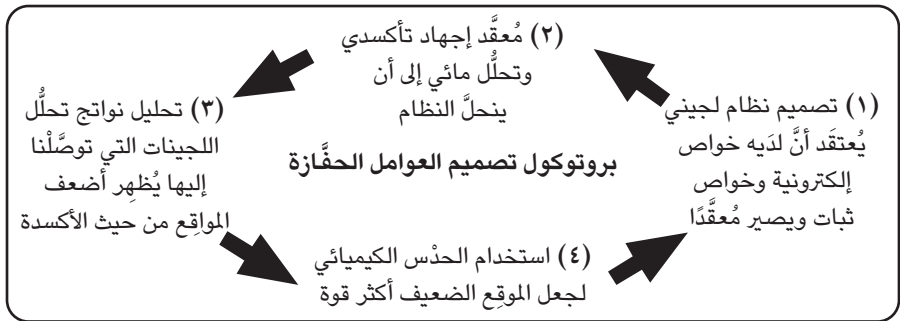 (١) تصميم نظام لجيني
يُعتقَد أنَّ لدَيه خواص
إلكترونية وخواص
ثبات ويصير مُعقَّدًا
(٢) مُعقَّد إجهاد تأكسدي
وتحلُّل مائي إلى أن
ينحلَّ النظام
(٣) تحليل نواتج تحلُّل
اللجينات التي توصَّلْنا
إليها يُظهِر أضعف
المواقِع من حيث الأكسدة
(٤) استخدام الحدْس الكيميائي
لجعل الموقِع الضعيف أكثر قوة
بروتوكول تصميم العوامل الحفَّازة